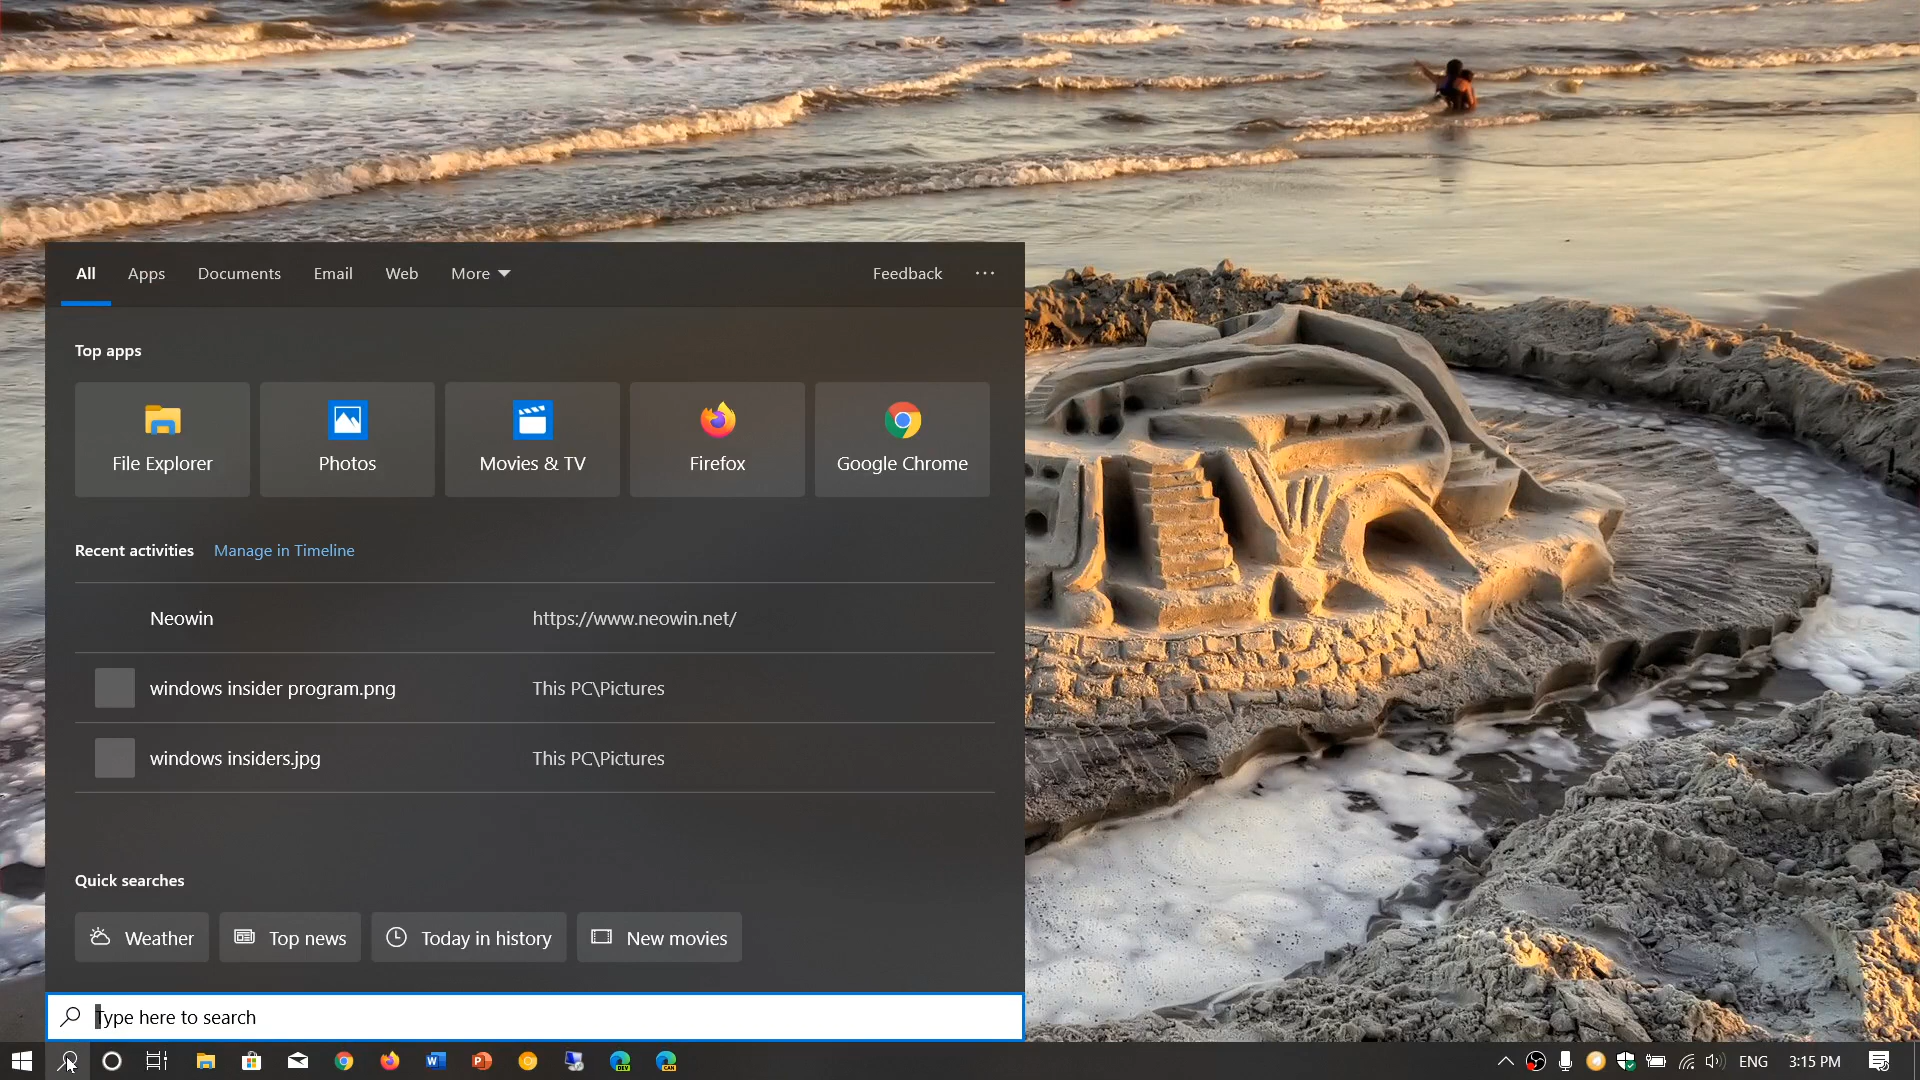 All Apps Documents Email Web More Feedback ...
Top apps
File Explorer Photos Movies & TV Firefox Google Chrome
Recent activities Manage in Timeline
Neowin https://www.neowin.net/
windows insider program.png This PC\Pictures
windows insiders.jpg This PC\Pictures
Quick searches
Weather Top news Today in history New movies
Type here to search
W P DEV CAN ENG 3:15 PM